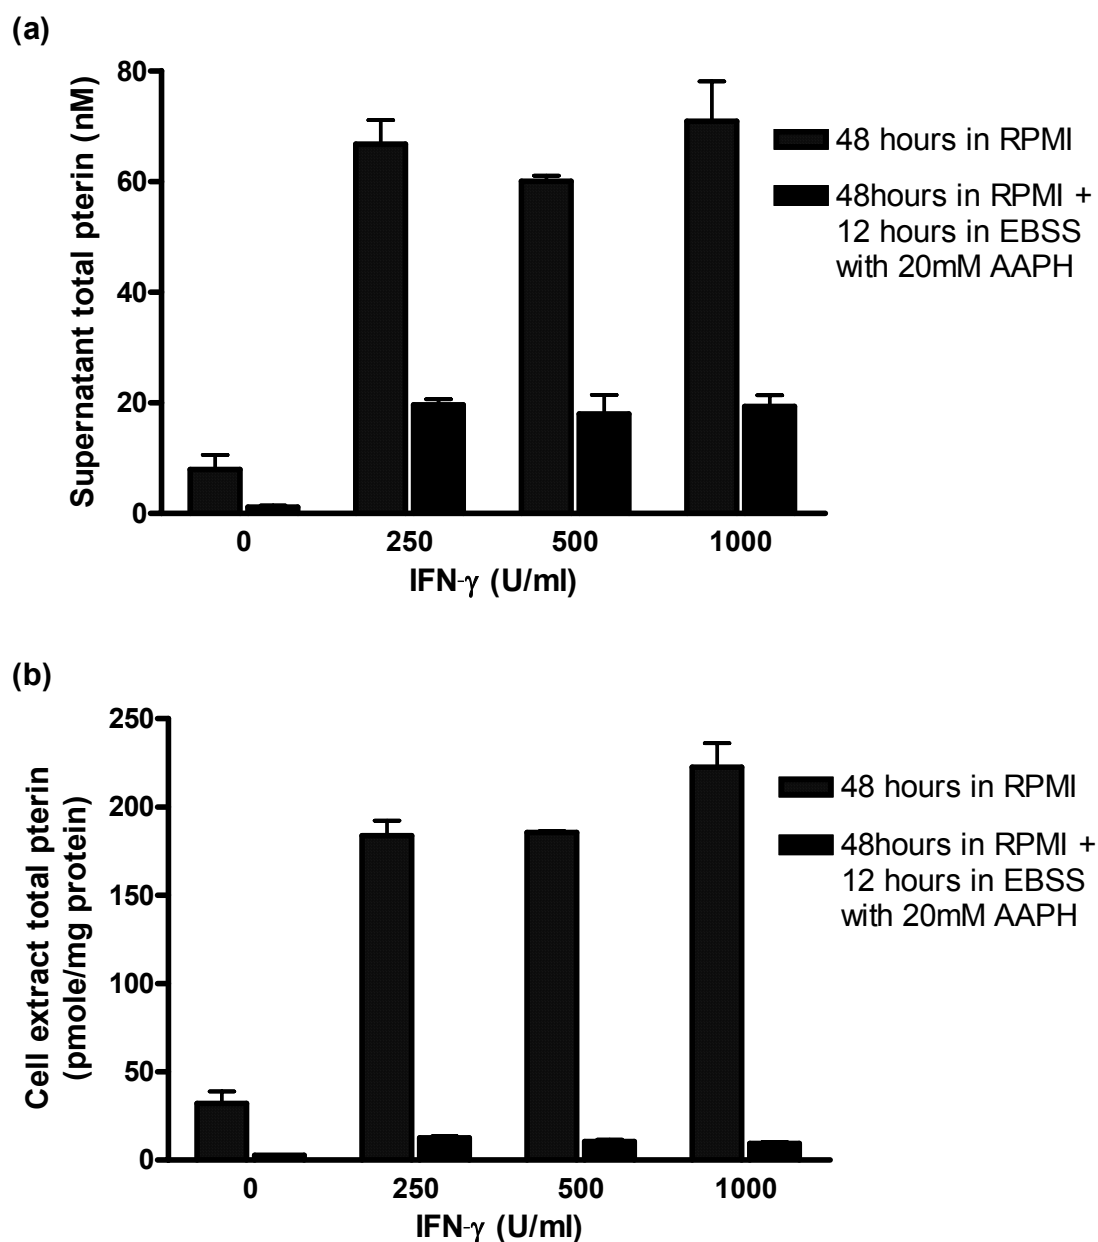 (a)
Supernatant total pterin (nM)
80
60
40
20
0
0 250 500 1000
IFN-γ (U/ml)
48 hours in RPMI
48hours in RPMI +
12 hours in EBSS
with 20mM AAPH
(b)
Cell extract total pterin
(pmole/mg protein)
250
200
150
100
50
0
0 250 500 1000
IFN-γ (U/ml)
48 hours in RPMI
48hours in RPMI +
12 hours in EBSS
with 20mM AAPH